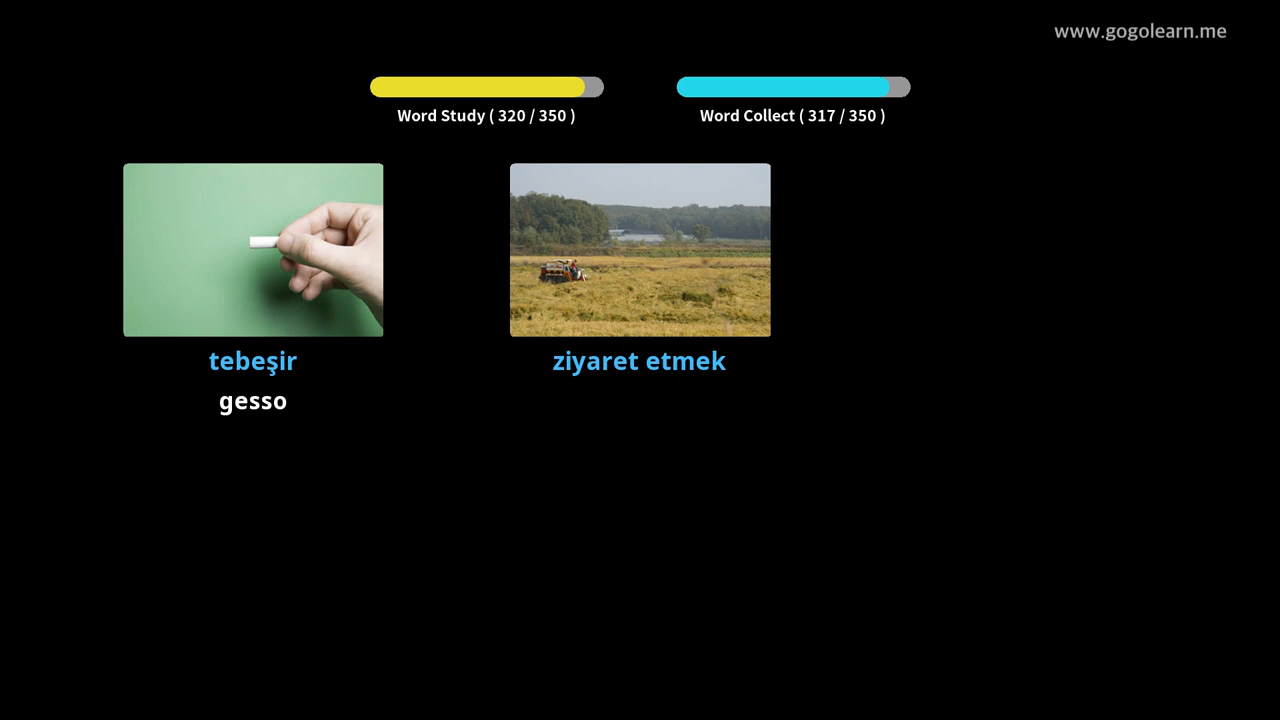 www.gogolearn.me
Word Study ( 320 / 350 )
Word Collect ( 317 / 350 )
tebeşir
ziyaret etmek
gesso